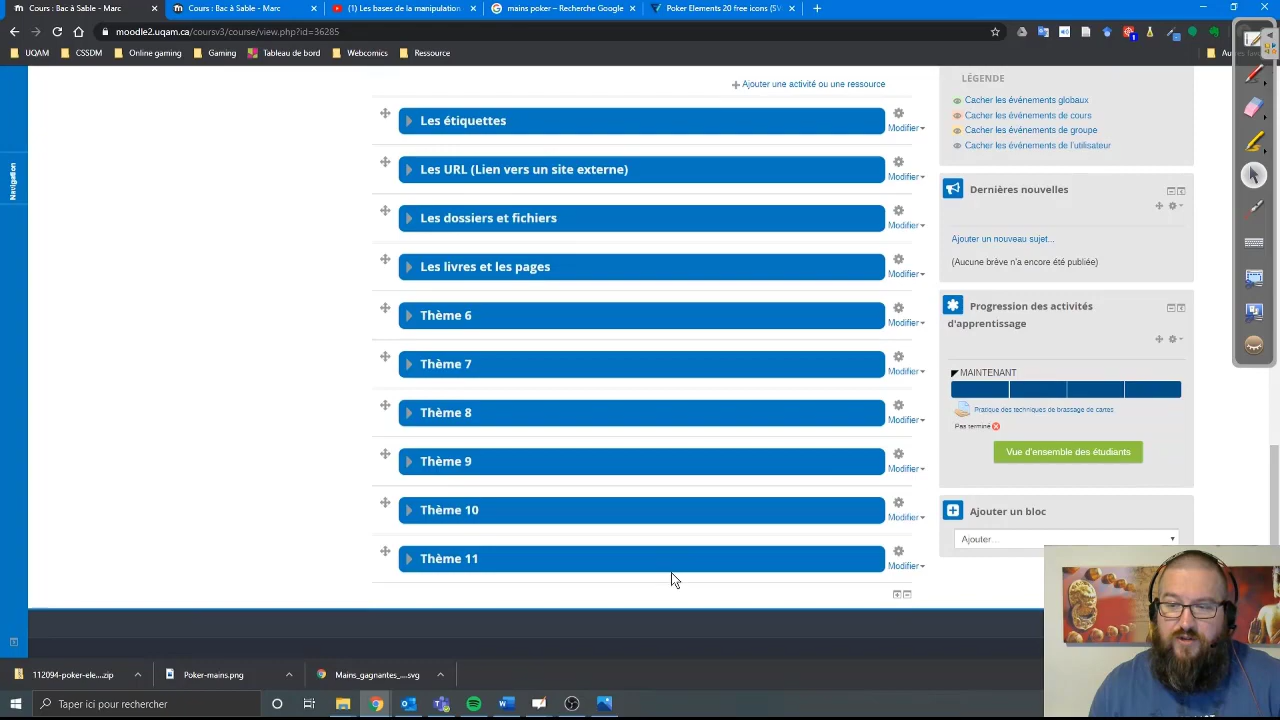 Cours : Bac à Sable - Marc
Cours : Bac à Sable - Marc
(1) Les bases de la manipulation
mains poker – Recherche Google
Poker Elements 20 free icons (SV
moodle2.uqam.ca/coursv3/course/view.php?id=36285
UQAM
CSSDM
Online gaming
Gaming
Tableau de bord
Webcomics
Ressource
Autres favo
Navigation
Ajouter une activité ou une ressource
Les étiquettes
Modifier
Les URL (Lien vers un site externe)
Modifier
Les dossiers et fichiers
Modifier
Les livres et les pages
Modifier
Thème 6
Modifier
Thème 7
Modifier
Thème 8
Modifier
Thème 9
Modifier
Thème 10
Modifier
Thème 11
Modifier
LÉGENDE
Cacher les événements globaux
Cacher les événements de cours
Cacher les événements de groupe
Cacher les événements de l'utilisateur
Dernières nouvelles
Ajouter un nouveau sujet...
(Aucune brève n'a encore été publiée)
Progression des activités
d'apprentissage
MAINTENANT
Pratique des techniques de brassage de cartes
Pas terminé
Vue d'ensemble des étudiants
Ajouter un bloc
Ajouter...
112094-poker-ele....zip
Poker-mains.png
Mains_gagnantes_....svg
Taper ici pour rechercher